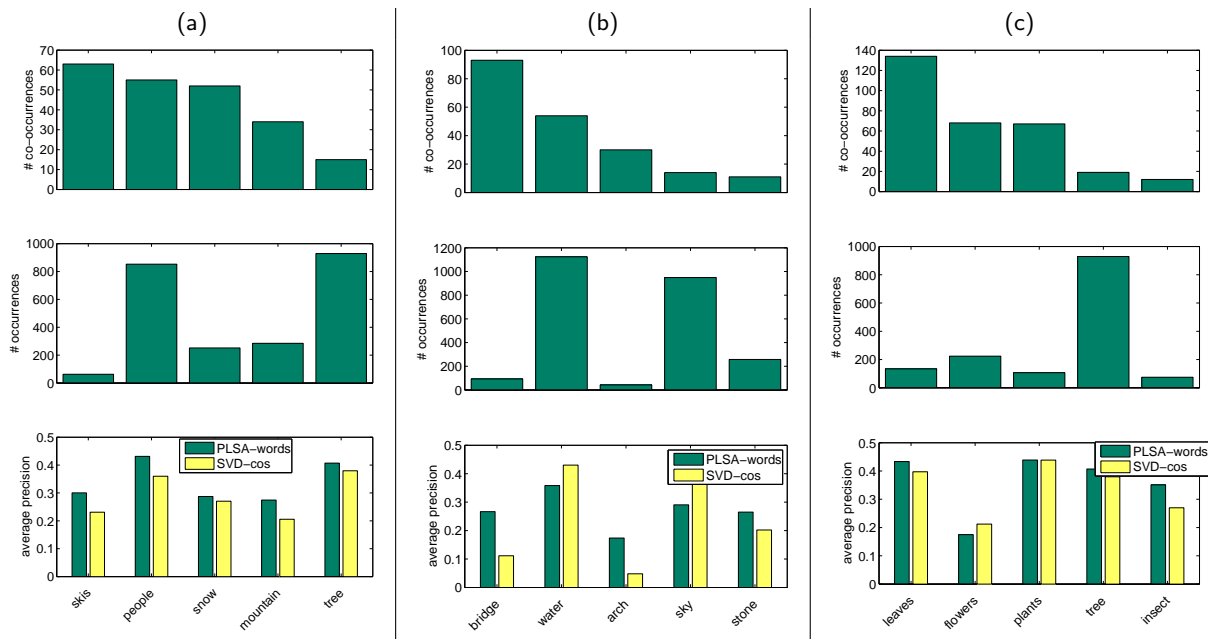 (a)
70
60
50
40
30
20
10
0
# co-occurrences
1000
800
600
400
200
0
# occurrences
0.5
0.4
0.3
0.2
0.1
0
average precision
PLSA-words
SVD-cos
skis
people
snow
mountain
tree
(b)
100
80
60
40
20
0
# co-occurrences
1200
1000
800
600
400
200
0
# occurrences
0.5
0.4
0.3
0.2
0.1
0
average precision
PLSA-words
SVD-cos
bridge
water
arch
sky
stone
(c)
140
120
100
80
60
40
20
0
# co-occurrences
1000
800
600
400
200
0
# occurrences
0.5
0.4
0.3
0.2
0.1
0
average precision
PLSA-words
SVD-cos
leaves
flowers
plants
tree
insect